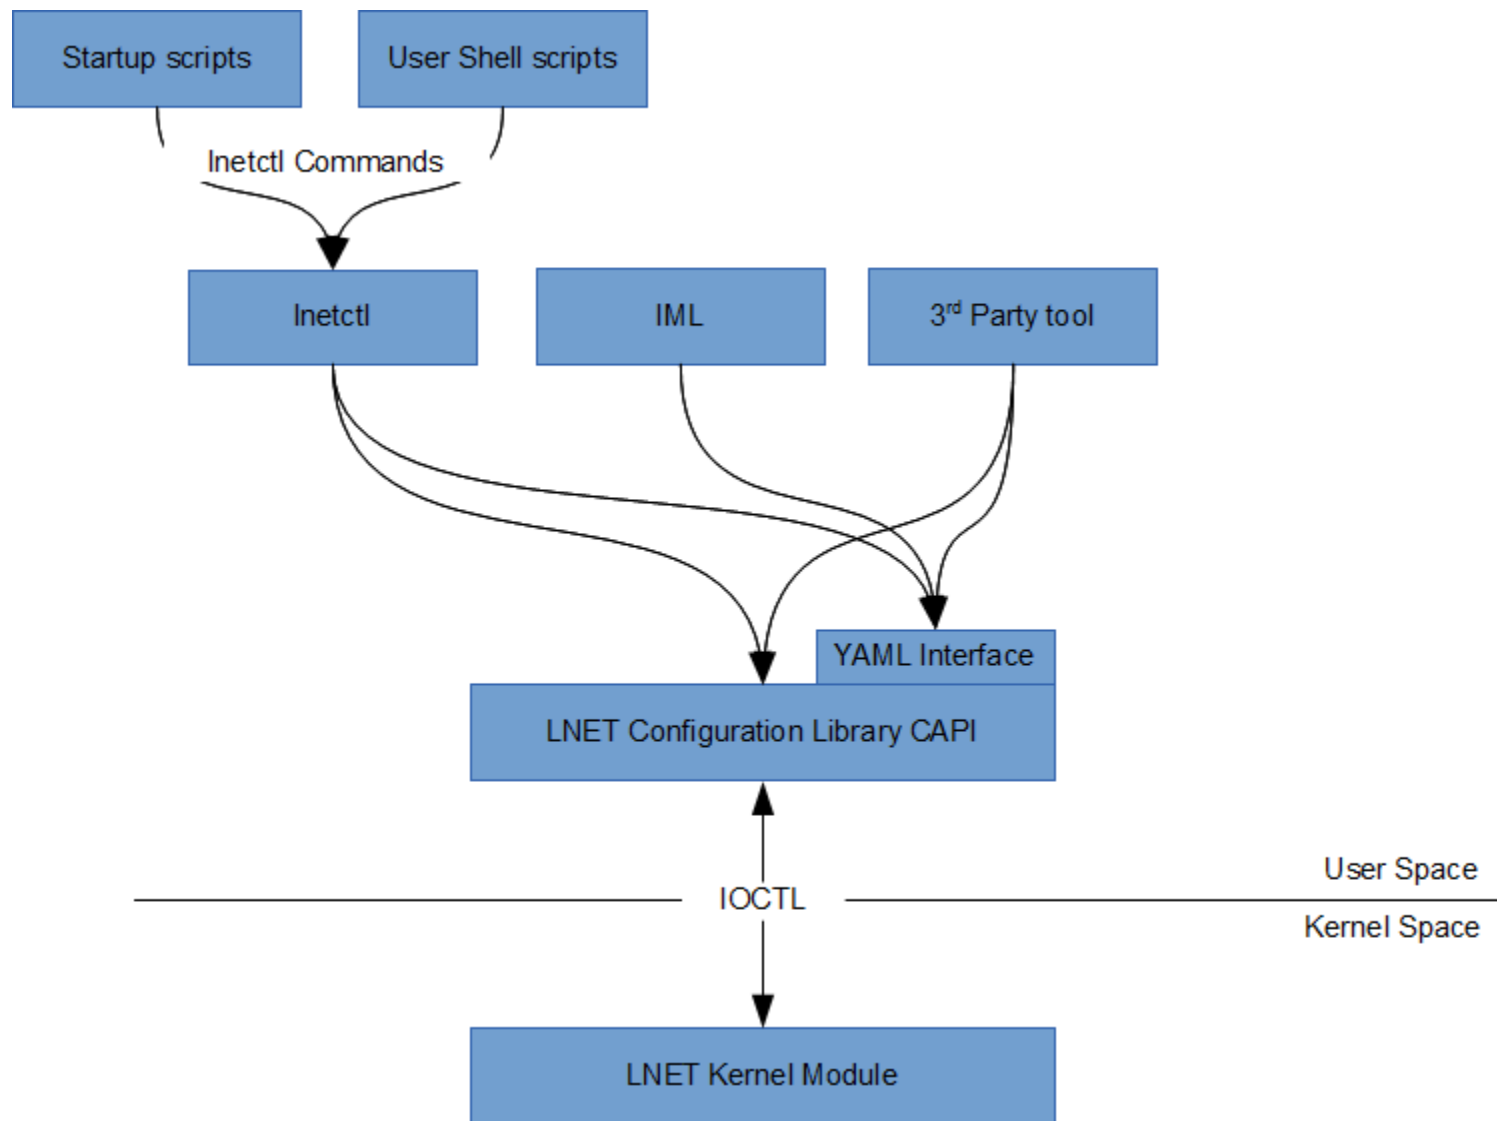 Startup scripts
User Shell scripts
lnetctl Commands
lnetctl
IML
3rd Party tool
YAML Interface
LNET Configuration Library CAPI
User Space
IOCTL
Kernel Space
LNET Kernel Module